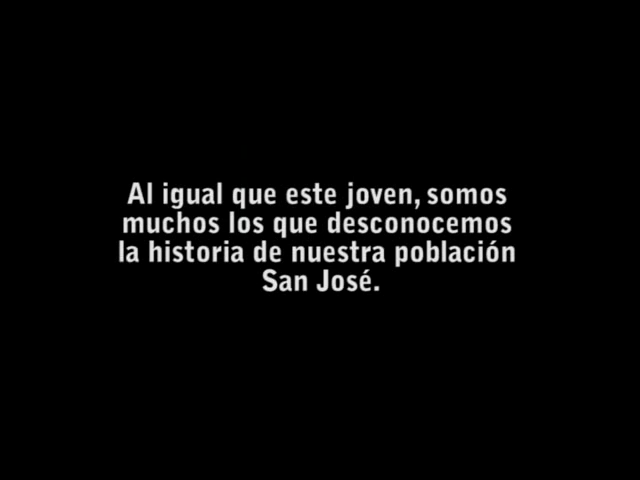 Al igual que este joven, somos
muchos los que desconocemos
la historia de nuestra población
San José.